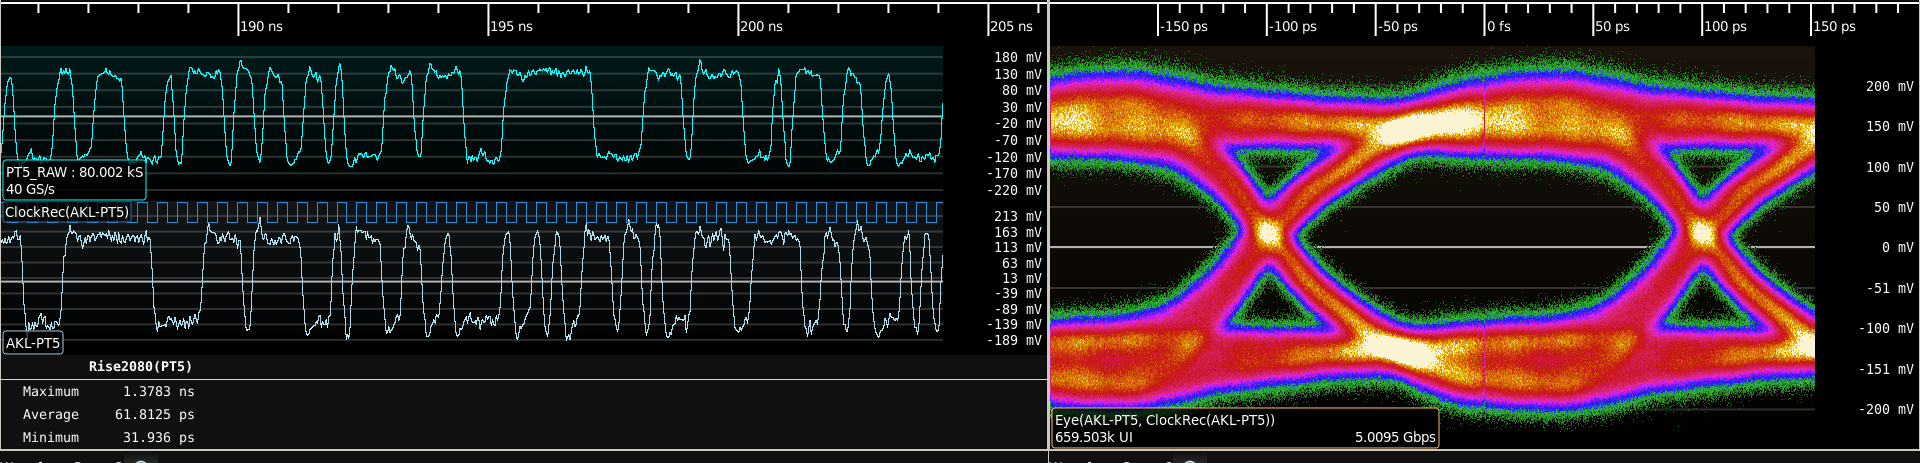 190 ns 195 ns 200 ns 205 ns
180 mV
130 mV
80 mV
30 mV
-20 mV
-70 mV
-120 mV
-170 mV
-220 mV
PT5_RAW : 80.002 kS
40 GS/s
ClockRec(AKL-PT5)
213 mV
163 mV
113 mV
63 mV
13 mV
-39 mV
-89 mV
-139 mV
-189 mV
AKL-PT5
Rise2080(PT5)
Maximum 1.3783 ns
Average 61.8125 ps
Minimum 31.936 ps
-150 ps -100 ps -50 ps 0 fs 50 ps 100 ps 150 ps
200 mV
150 mV
100 mV
50 mV
0 mV
-51 mV
-100 mV
-151 mV
-200 mV
Eye(AKL-PT5, ClockRec(AKL-PT5))
659.503k UI 5.0095 Gbps